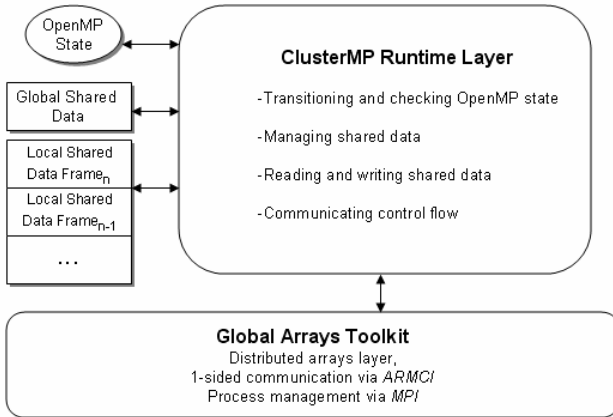 OpenMP
State
Global Shared
Data
Local Shared
Data Frameₙ
Local Shared
Data Frameₙ₋₁
...
ClusterMP Runtime Layer
-Transitioning and checking OpenMP state
-Managing shared data
-Reading and writing shared data
-Communicating control flow
Global Arrays Toolkit
Distributed arrays layer,
1-sided communication via ARMCI
Process management via MPI